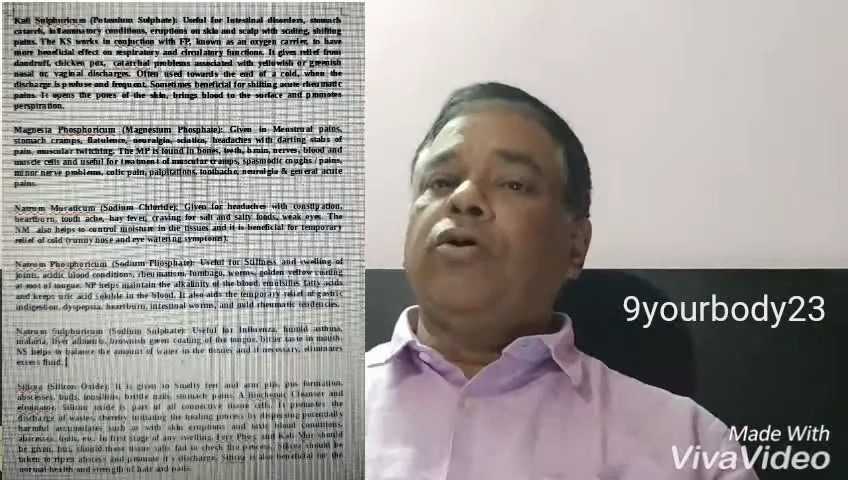 Kali Sulphuricum (Potassium Sulphate): Useful for Intestinal disorders, stomach
catarrh, inflammatory conditions, eruptions on skin and scalp with scaling, shifting
pains. The KS works in conjuction with FP, known as an oxygen carrier, to have
more beneficial effect on respiratory and circulatory functions. It gives relief from
dandruff, chicken pox, catarrhal problems associated with yellowish or greenish
nasal or vaginal discharges. Often used towards the end of a cold, when the
discharge is profuse and frequent. Sometimes beneficial for shifting acute rheumatic
pains. It opens the pores of the skin, brings blood to the surface and promotes
perspiration.
Magnesia Phosphoricum (Magnesium Phosphate): Given in Menstrual pains,
stomach cramps, flatulence, neuralgia, sciatica, headaches with darting stabs of
pain, muscular twitching. The MP is found in bones, teeth, brain, nerves, blood and
muscle cells and useful for treatment of muscular cramps, spasmodic coughs / pains,
minor nerve problems, colic pain, palpitations, toothache, neuralgia & general acute
pains.
Natrum Muraticum (Sodium Chloride): Given for headaches with constipation,
heartburn, tooth ache, hay fever, craving for salt and salty foods, weak eyes. The
NM also helps to control moisture in the tissues and it is beneficial for temporary
relief of cold (runny nose and eye watering symptoms).
Natrum Phosphoricum (Sodium Phosphate): Useful for Stiffness and swelling of
joints, acidic blood conditions, rheumatism, lumbago, worms, golden yellow coating
at root of tongue. NP helps maintain the alkalinity of the blood, emulsifies fatty acids
and keeps uric acid soluble in the blood. It also aids the temporary relief of gastric
indigestion, dyspepsia, heartburn, intestinal worms, and mild rheumatic tendencies.
Natrum Sulphuricum (Sodium Sulphate): Useful for Influenza, humid asthma,
malaria, liver ailments, brownish green coating of the tongue, bitter taste in mouth.
NS helps to balance the amount of water in the tissues and if necessary, eliminates
excess fluid.
Silicea (Silicon Oxide): It is given in Smelly feet and arm pits, pus formation,
abscesses, boils, tonsilitis, brittle nails, stomach pains. A Biochemic Cleanser and
eliminator. Silicon oxide is part of all connective tissue cells. It promotes the
discharge of wastes, thereby initiating the healing process by dispersing potentially
harmful accumulates such as with skin eruptions and toxic blood conditions,
abscesses, boils, etc. In first stage of any swelling, Ferr Phos and Kali Mur should
be given, but should these tissue salts fail to check the process, Silicea should be
taken to ripen abscess and promote it's discharge. Silicea is also beneficial for the
normal health and strength of hair and nails.
9yourbody23
Made With
VivaVideo